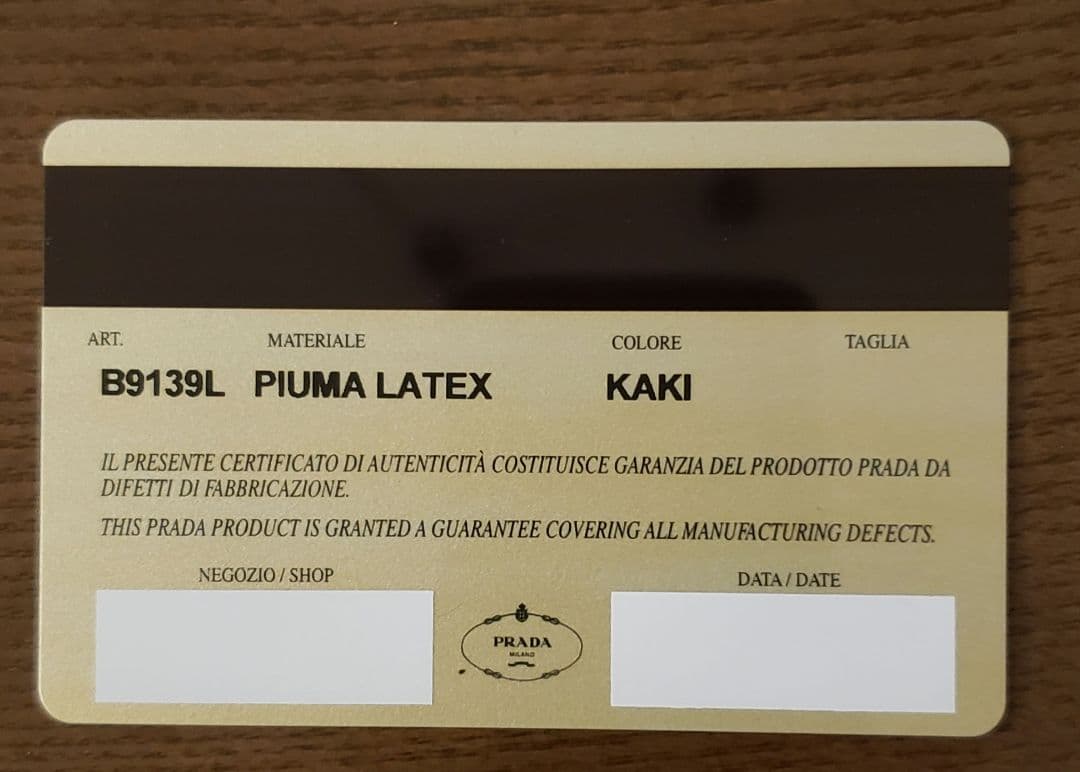 ART. MATERIALE COLORE TAGLIA
B9139L PIUMA LATEX KAKI
IL PRESENTE CERTIFICATO DI AUTENTICITÀ COSTITUISCE GARANZIA DEL PRODOTTO PRADA DA
DIFETTI DI FABBRICAZIONE.
THIS PRADA PRODUCT IS GRANTED A GUARANTEE COVERING ALL MANUFACTURING DEFECTS.
NEGOZIO / SHOP DATA / DATE
PRADA
MILANO